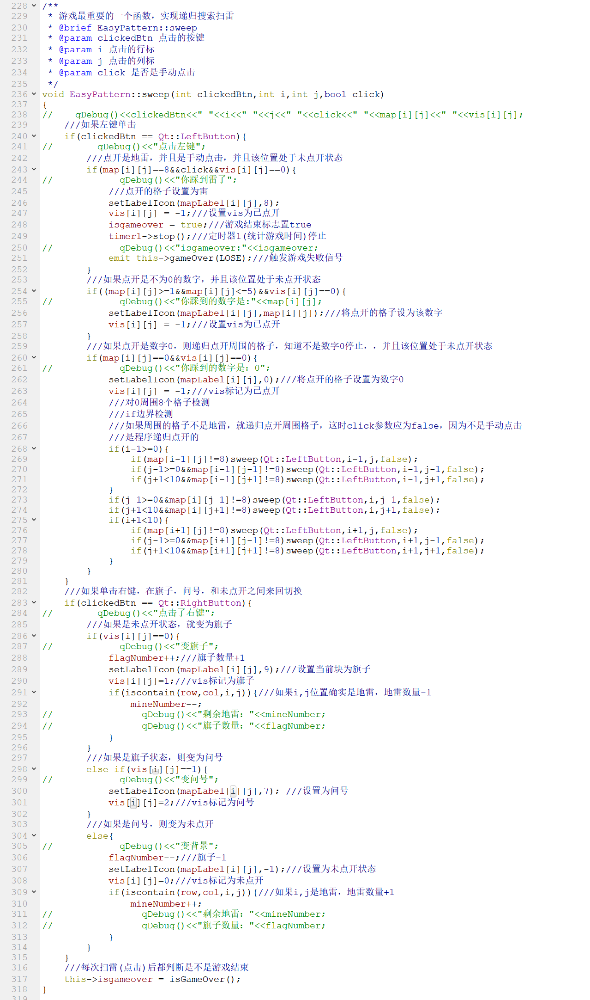 228 /**
229  * 游戏最重要的一个函数，实现递归搜索扫雷
230  * @brief EasyPattern::sweep
231  * @param clickedBtn 点击的按键
232  * @param i 点击的行标
233  * @param j 点击的列标
234  * @param click 是否是手动点击
235  */
236 void EasyPattern::sweep(int clickedBtn,int i,int j,bool click)
237 {
238 //    qDebug()<<clickedBtn<<" "<<i<<" "<<j<<" "<<click<<" "<<map[i][j]<<" "<<vis[i][j];
239     ///如果左键单击
240     if(clickedBtn == Qt::LeftButton){
241 //        qDebug()<<"点击左键";
242         ///点开是地雷，并且是手动点击，并且该位置处于未点开状态
243         if(map[i][j]==8&&click&&vis[i][j]==0){
244 //            qDebug()<<"你踩到雷了";
245             ///点开的格子设置为雷
246             setLabelIcon(mapLabel[i][j],8);
247             vis[i][j] = -1;///设置vis为已点开
248             isgameover = true;///游戏结束标志置true
249             timer1->stop();///定时器1(统计游戏时间)停止
250 //            qDebug()<<"isgameover:"<<isgameover;
251             emit this->gameOver(LOSE);///触发游戏失败信号
252         }
253         ///如果点开是不为0的数字，并且该位置处于未点开状态
254         if((map[i][j]>=1&&map[i][j]<=5)&&vis[i][j]==0){
255 //            qDebug()<<"你踩到的数字是:"<<map[i][j];
256             setLabelIcon(mapLabel[i][j],map[i][j]);///将点开的格子设为该数字
257             vis[i][j] = -1;///设置vis为已点开
258         }
259         ///如果点开是数字0，则递归点开周围的格子，知道不是数字0停止，，并且该位置处于未点开状态
260         if(map[i][j]==0&&vis[i][j]==0){
261 //            qDebug()<<"你踩到的数字是：0";
262             setLabelIcon(mapLabel[i][j],0);///将点开的格子设置为数字0
263             vis[i][j] = -1;///vis标记为已点开
264             ///对0周围8个格子检测
265             ///if边界检测
266             ///如果周围的格子不是地雷，就递归点开周围格子，这时click参数应为false，因为不是手动点击
267             ///是程序递归点开的
268             if(i-1>=0){
269                 if(map[i-1][j]!=8)sweep(Qt::LeftButton,i-1,j,false);
270                 if(j-1>=0&&map[i-1][j-1]!=8)sweep(Qt::LeftButton,i-1,j-1,false);
271                 if(j+1<10&&map[i-1][j+1]!=8)sweep(Qt::LeftButton,i-1,j+1,false);
272             }
273             if(j-1>=0&&map[i][j-1]!=8)sweep(Qt::LeftButton,i,j-1,false);
274             if(j+1<10&&map[i][j+1]!=8)sweep(Qt::LeftButton,i,j+1,false);
275             if(i+1<10){
276                 if(map[i+1][j]!=8)sweep(Qt::LeftButton,i+1,j,false);
277                 if(j-1>=0&&map[i+1][j-1]!=8)sweep(Qt::LeftButton,i+1,j-1,false);
278                 if(j+1<10&&map[i+1][j+1]!=8)sweep(Qt::LeftButton,i+1,j+1,false);
279             }
280         }
281     }
282     ///如果单击右键，在旗子，问号，和未点开之间来回切换
283     if(clickedBtn == Qt::RightButton){
284 //        qDebug()<<"点击了右键";
285         ///如果是未点开状态，就变为旗子
286         if(vis[i][j]==0){
287 //            qDebug()<<"变旗子";
288             flagNumber++;///旗子数量+1
289             setLabelIcon(mapLabel[i][j],9);///设置当前块为旗子
290             vis[i][j]=1;///vis标记为旗子
291             if(iscontain(row,col,i,j)){///如果i,j位置确实是地雷，地雷数量-1
292                 mineNumber--;
293 //                qDebug()<<"剩余地雷："<<mineNumber;
294 //                qDebug()<<"旗子数量："<<flagNumber;
295             }
296         }
297         ///如果是旗子状态，则变为问号
298         else if(vis[i][j]==1){
299 //            qDebug()<<"变问号";
300             setLabelIcon(mapLabel[i][j],7); ///设置为问号
301             vis[i][j]=2;///vis标记为问号
302         }
303         ///如果是问号，则变为未点开
304         else{
305 //            qDebug()<<"变背景";
306             flagNumber--;///旗子-1
307             setLabelIcon(mapLabel[i][j],-1);///设置为未点开状态
308             vis[i][j]=0;///vis标记为未点开
309             if(iscontain(row,col,i,j)){///如果i,j是地雷，地雷数量+1
310                 mineNumber++;
311 //                qDebug()<<"剩余地雷："<<mineNumber;
312 //                qDebug()<<"旗子数量："<<flagNumber;
313             }
314         }
315     }
316     ///每次扫雷(点击)后都判断是不是游戏结束
317     this->isgameover = isGameOver();
318 }
319